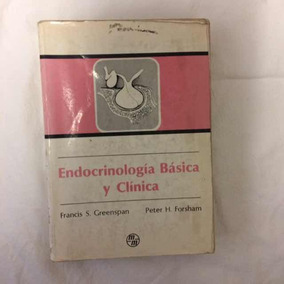 Endocrinología Básica
y Clínica
Francis S. Greenspan Peter H. Forsham